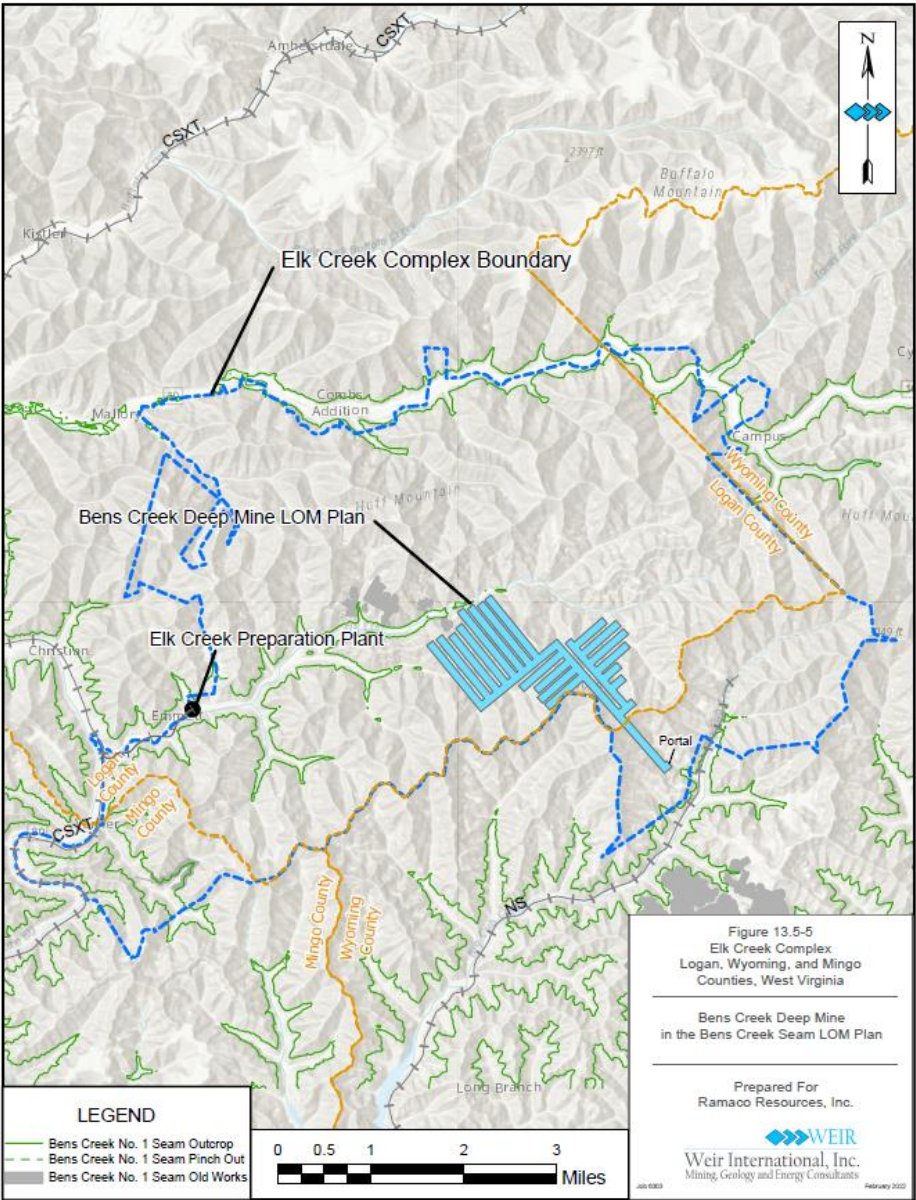 CSXT
Amherstdale
N
CSXT
2397 ft
Buffalo
Mountain
Kistler
Elk Creek Complex Boundary
Mallory
Combs
Addition
Campus
Wyoming County
Logan County
Huff Mountain
Bens Creek Deep Mine LOM Plan
Elk Creek Preparation Plant
Christian
Portal
Logan
County
Mingo
County
CSXT
Mingo County
Wyoming
County
NS
Long Branch
Figure 13.5-5
Elk Creek Complex
Logan, Wyoming, and Mingo
Counties, West Virginia
Bens Creek Deep Mine
in the Bens Creek Seam LOM Plan
Prepared For
Ramaco Resources, Inc.
WEIR
Weir International, Inc.
Mining, Geology and Energy Consultants
February 2022
LEGEND
Bens Creek No. 1 Seam Outcrop
Bens Creek No. 1 Seam Pinch Out
Bens Creek No. 1 Seam Old Works
0 0.5 1 2 3
Miles